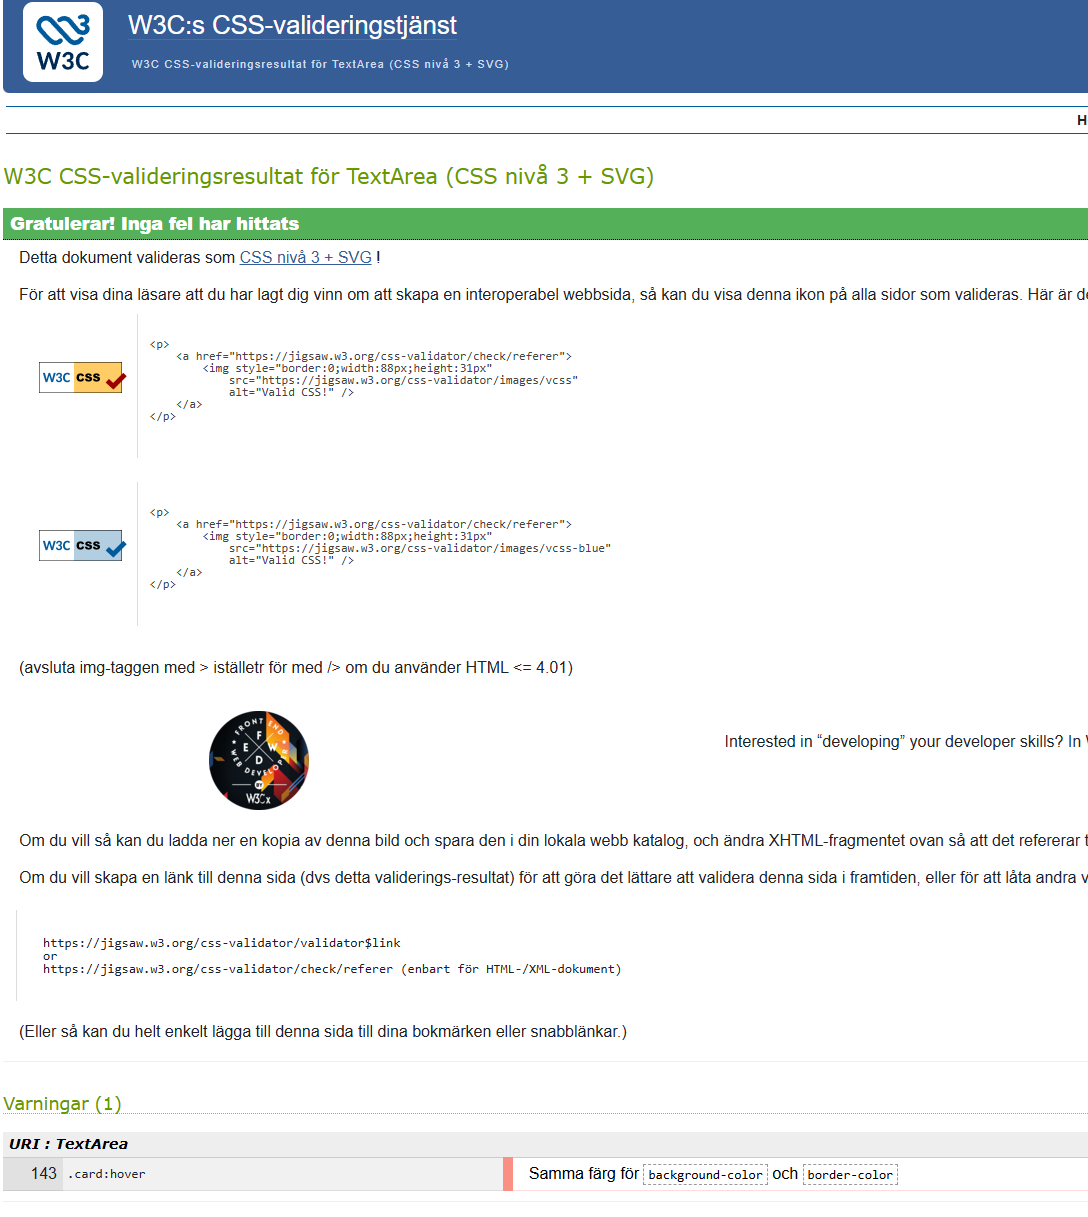 W3C
W3C:s CSS-valideringstjänst
W3C CSS-valideringsresultat för TextArea (CSS nivå 3 + SVG)
W3C CSS-valideringsresultat för TextArea (CSS nivå 3 + SVG)
Gratulerar! Inga fel har hittats
Detta dokument valideras som CSS nivå 3 + SVG !
För att visa dina läsare att du har lagt dig vinn om att skapa en interoperabel webbsida, så kan du visa denna ikon på alla sidor som valideras. Här är
W3C CSS
<p>
<a href="https://jigsaw.w3.org/css-validator/check/referer">
<img style="border:0;width:88px;height:31px"
src="https://jigsaw.w3.org/css-validator/images/vcss"
alt="Valid CSS!" />
</a>
</p>
W3C CSS
<p>
<a href="https://jigsaw.w3.org/css-validator/check/referer">
<img style="border:0;width:88px;height:31px"
src="https://jigsaw.w3.org/css-validator/images/vcss-blue"
alt="Valid CSS!" />
</a>
</p>
(avsluta img-taggen med > iställetr för med /> om du använder HTML <= 4.01)
FRONT END
WEB DEVELOPER
F E W D
BY
W3Cx
Interested in “developing” your developer skills? In
Om du vill så kan du ladda ner en kopia av denna bild och spara den i din lokala webb katalog, och ändra XHTML-fragmentet ovan så att det refererar
Om du vill skapa en länk till denna sida (dvs detta validerings-resultat) för att göra det lättare att validera denna sida i framtiden, eller för att låta andra
https://jigsaw.w3.org/css-validator/validator$link
or
https://jigsaw.w3.org/css-validator/check/referer (enbart för HTML-/XML-dokument)
(Eller så kan du helt enkelt lägga till denna sida till dina bokmärken eller snabblänkar.)
Varningar (1)
URI : TextArea
143 .card:hover Samma färg för background-color och border-color